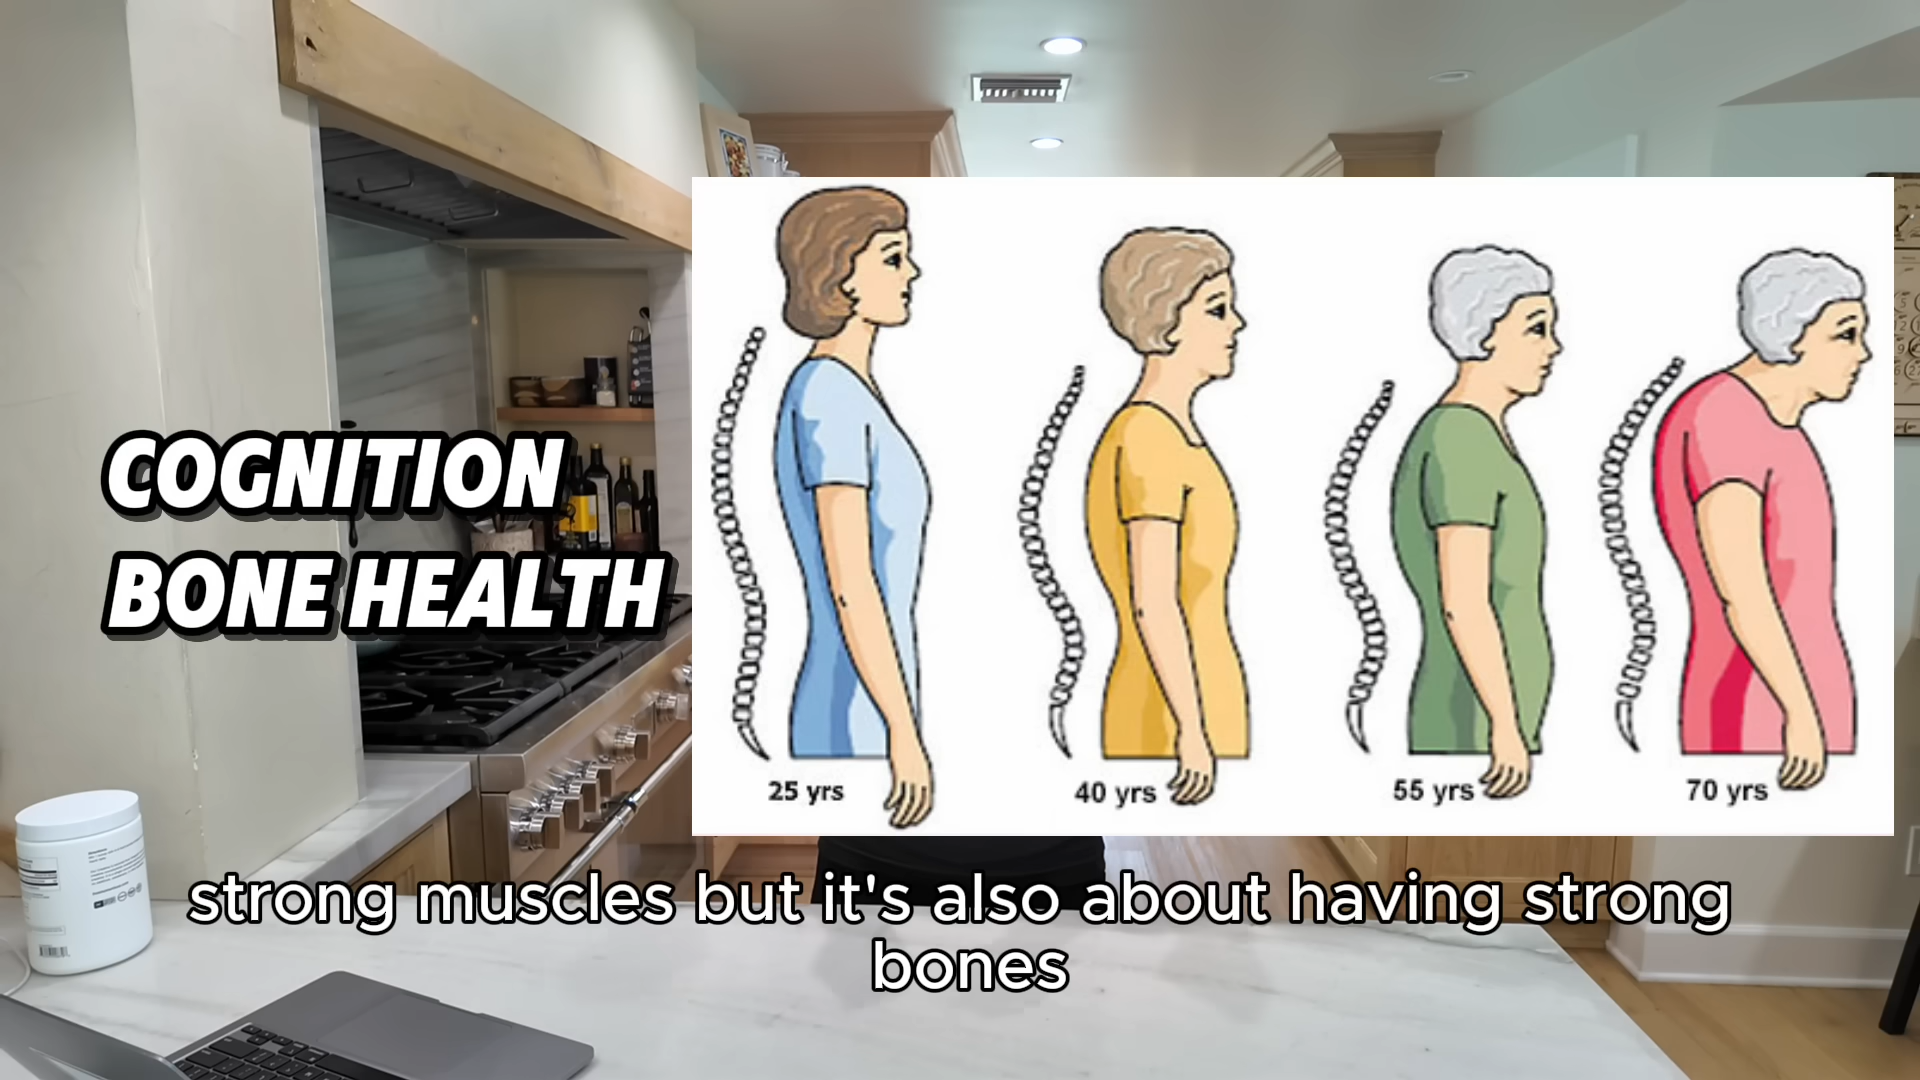 COGNITION
BONE HEALTH
25 yrs
40 yrs
55 yrs
70 yrs
strong muscles but it's also about having strong
bones